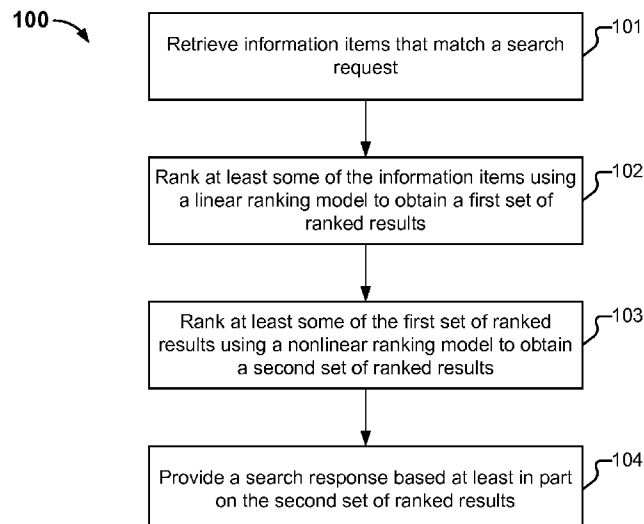 100
Retrieve information items that match a search
request
101
Rank at least some of the information items using
a linear ranking model to obtain a first set of
ranked results
102
Rank at least some of the first set of ranked
results using a nonlinear ranking model to obtain
a second set of ranked results
103
Provide a search response based at least in part
on the second set of ranked results
104